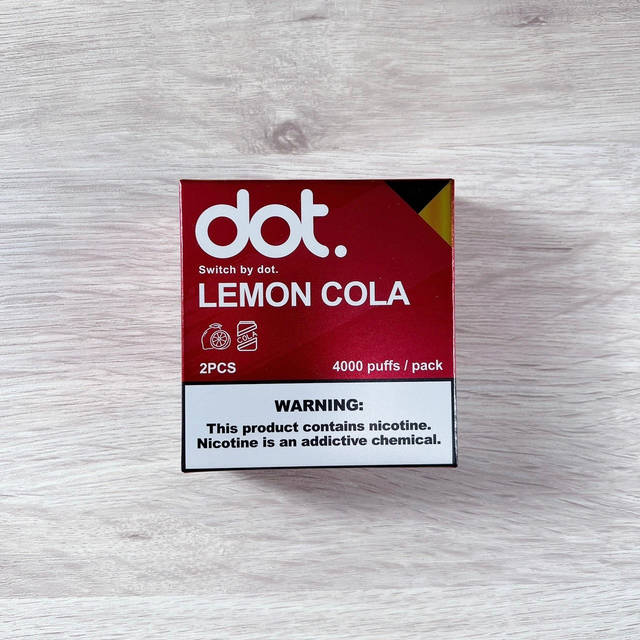 dot.
Switch by dot.
LEMON COLA
COLA
2PCS
4000 puffs / pack
WARNING:
This product contains nicotine.
Nicotine is an addictive chemical.